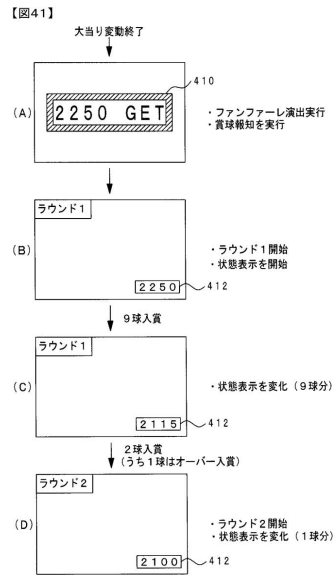 【図41】
大当り変動終了
410
(A)
2250 GET
・ファンファーレ演出実行
・賞球報知を実行
ラウンド1
(B)
・ラウンド1開始
・状態表示を開始
2250
412
9球入賞
ラウンド1
(C)
・状態表示を変化(9球分)
2115
412
2球入賞
(うち1球はオーバー入賞)
ラウンド2
(D)
・ラウンド2開始
・状態表示を変化(1球分)
2100
412